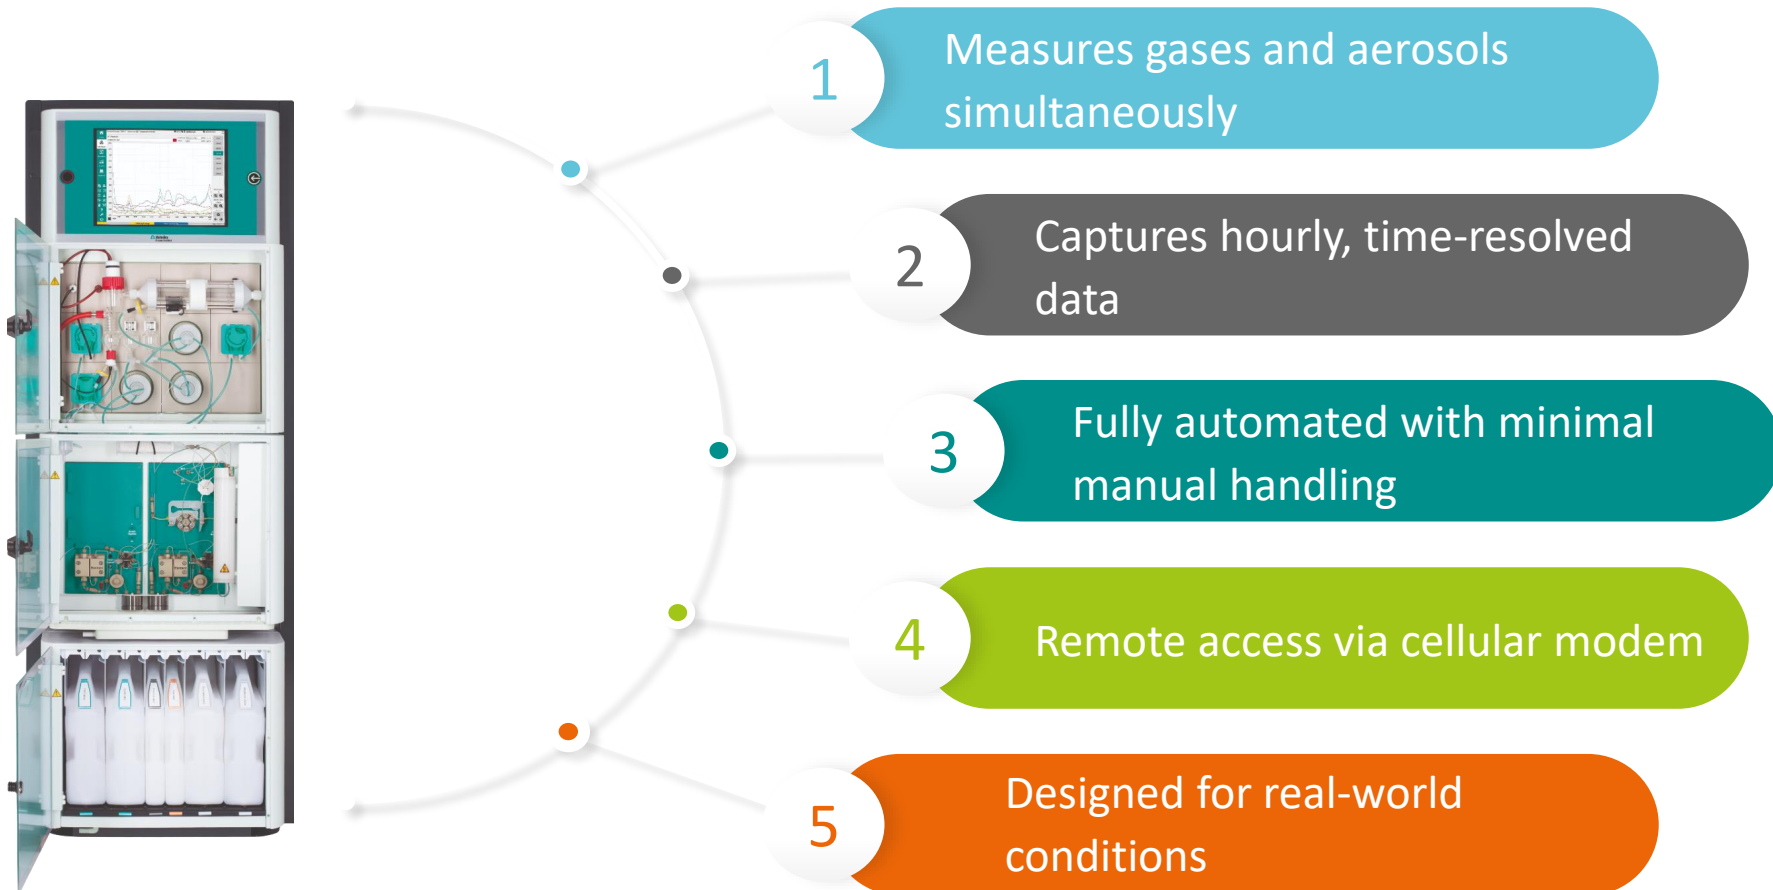 1
Measures gases and aerosols
simultaneously
2
Captures hourly, time-resolved
data
3
Fully automated with minimal
manual handling
4
Remote access via cellular modem
5
Designed for real-world
conditions